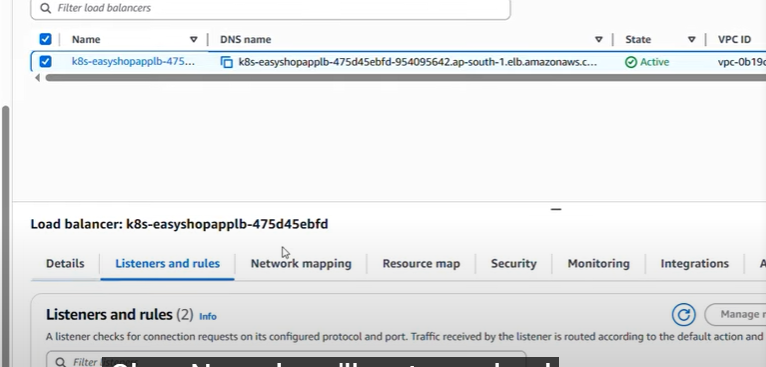 Filter load balancers
Name DNS name State VPC ID
k8s-easyshopapplb-475... k8s-easyshopapplb-475d45ebfd-954095642.ap-south-1.elb.amazonaws.c... Active vpc-0b19
Load balancer: k8s-easyshopapplb-475d45ebfd
Details Listeners and rules Network mapping Resource map Security Monitoring Integrations A
Listeners and rules (2) Info Manage r
A listener checks for connection requests on its configured protocol and port. Traffic received by the listener is routed according to the default action and
Filter